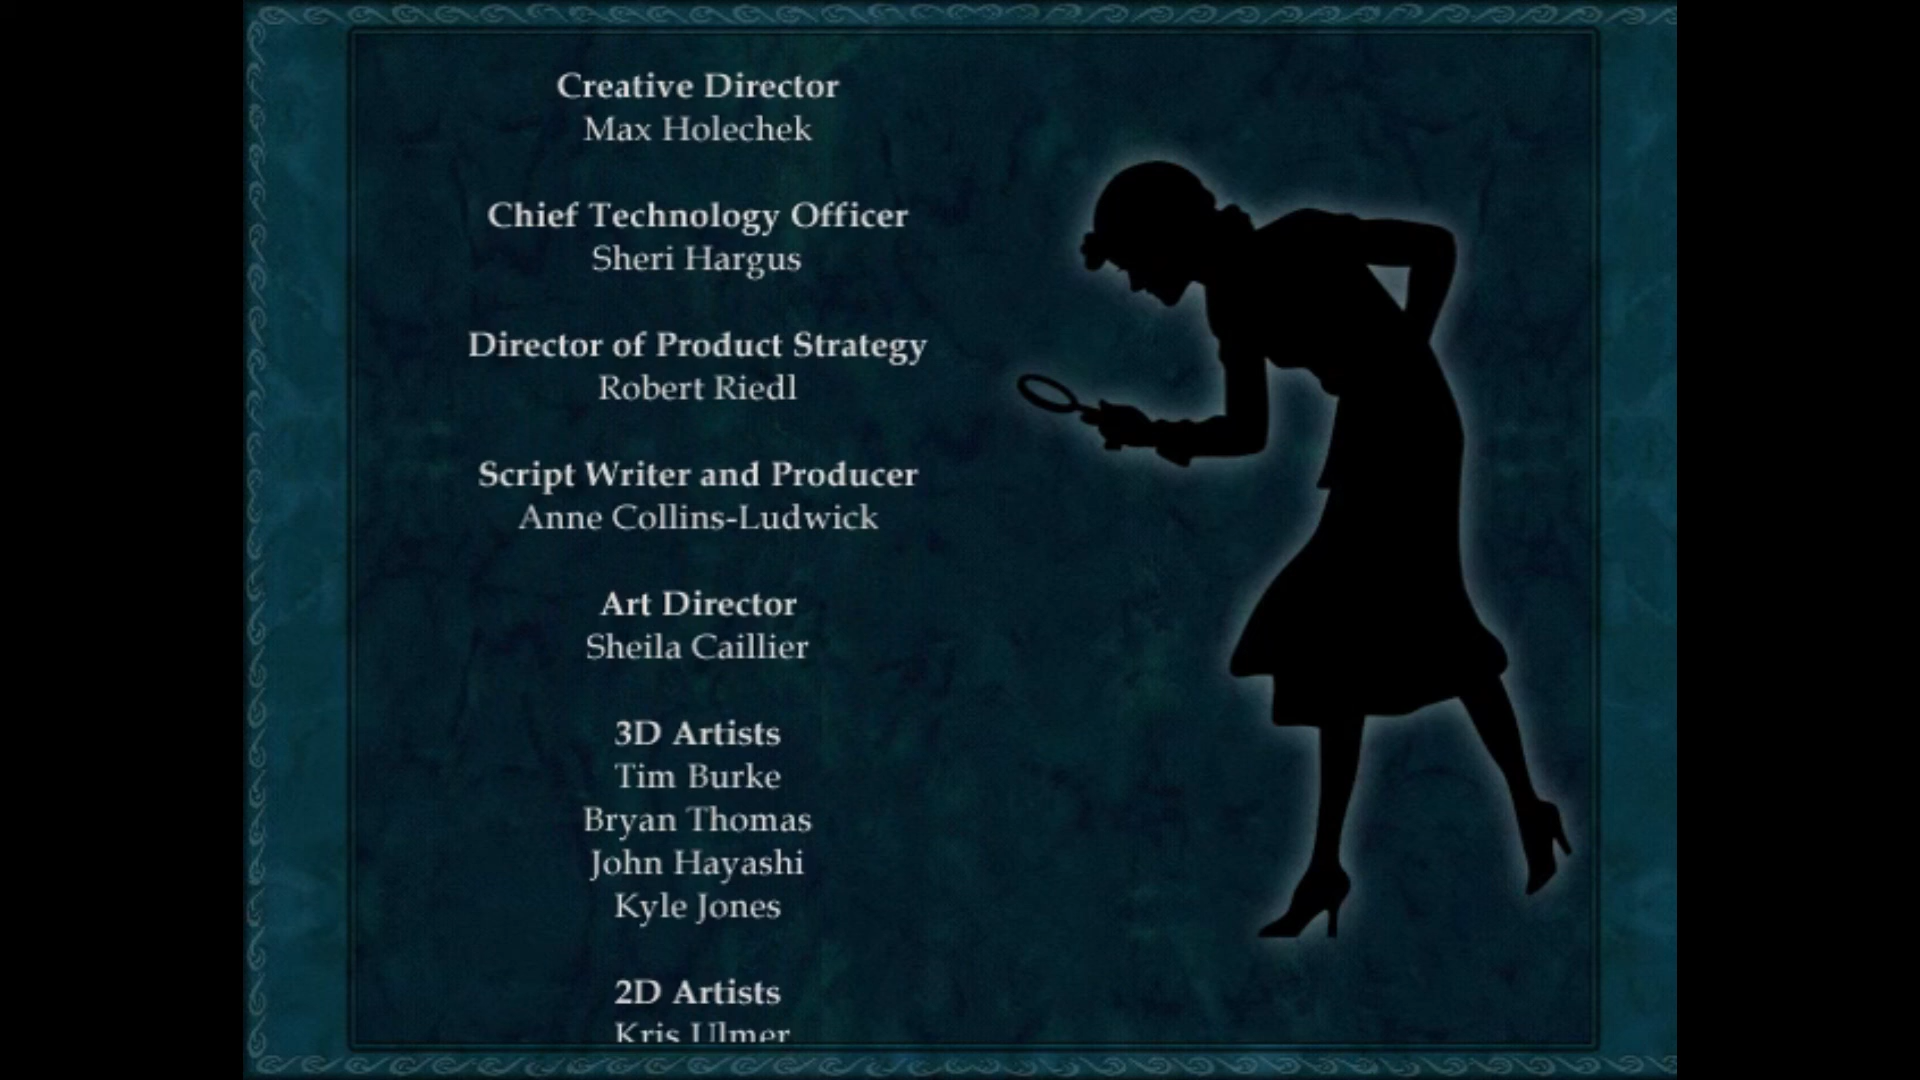 Creative Director
Max Holechek
Chief Technology Officer
Sheri Hargus
Director of Product Strategy
Robert Riedl
Script Writer and Producer
Anne Collins-Ludwick
Art Director
Sheila Caillier
3D Artists
Tim Burke
Bryan Thomas
John Hayashi
Kyle Jones
2D Artists
Kris Ulmer